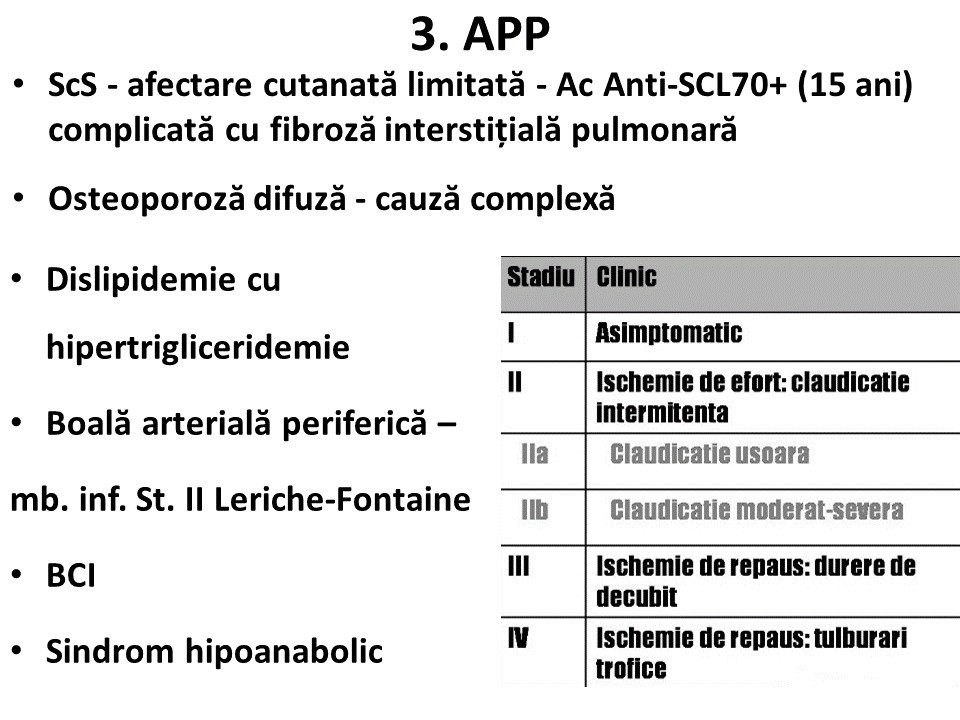 3. APP
• ScS - afectare cutanată limitată - Ac Anti-SCL70+ (15 ani)
complicată cu fibroză interstițială pulmonară
• Osteoporoză difuză - cauză complexă
• Dislipidemie cu
hipertrigliceridemie
• Boală arterială periferică –
mb. inf. St. II Leriche-Fontaine
• BCI
• Sindrom hipoanabolic
Stadiu Clinic
I Asimptomatic
II Ischemie de efort: claudicatie
intermitenta
IIa Claudicatie usoara
IIb Claudicatie moderat-severa
III Ischemie de repaus: durere de
decubit
IV Ischemie de repaus: tulburari
trofice